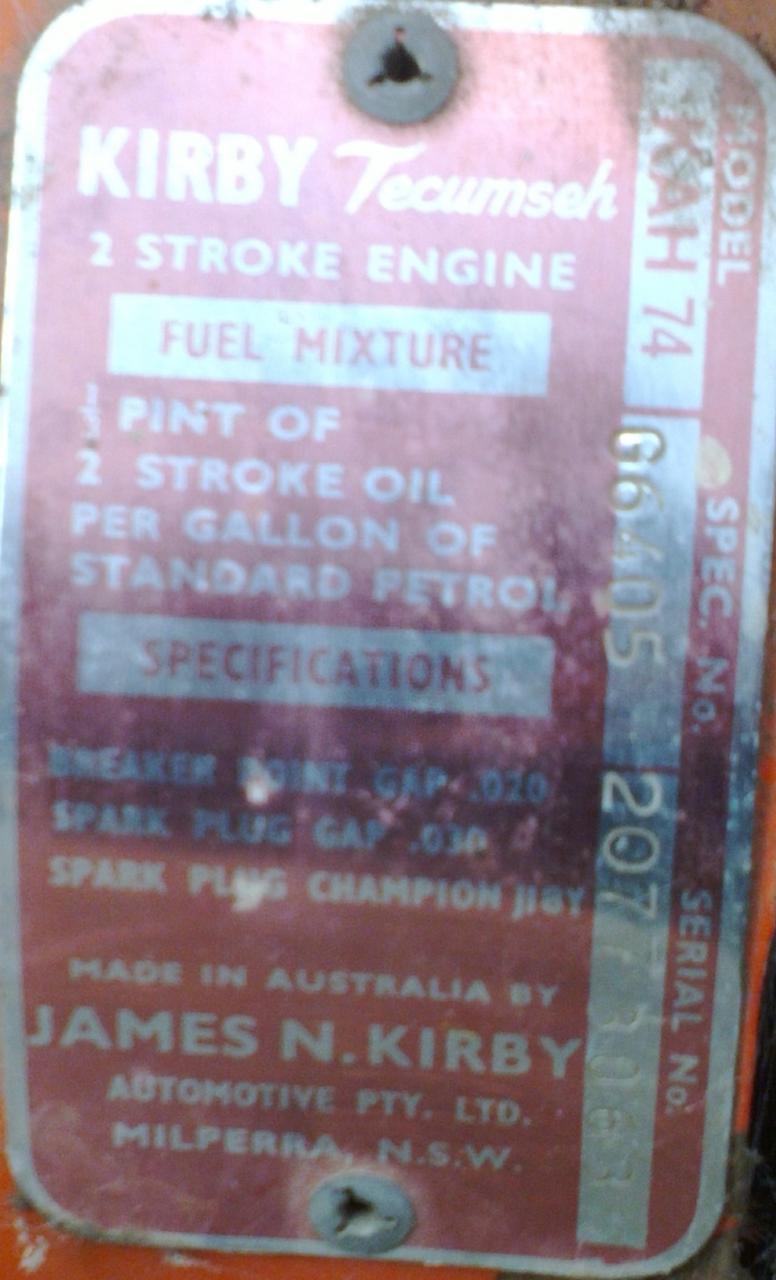 KIRBY Tecumseh
2 STROKE ENGINE
FUEL MIXTURE
PINT OF
2 STROKE OIL
PER GALLON OF
STANDARD PETROL
SPECIFICATIONS
BREAKER POINT GAP .020
SPARK PLUG GAP .030
SPARK PLUG CHAMPION
MADE IN AUSTRALIA BY
JAMES N. KIRBY
AUTOMOTIVE PTY. LTD.
MILPERRA, N.S.W.
MODEL SPEC. No. SERIAL No.
AH 74 66405